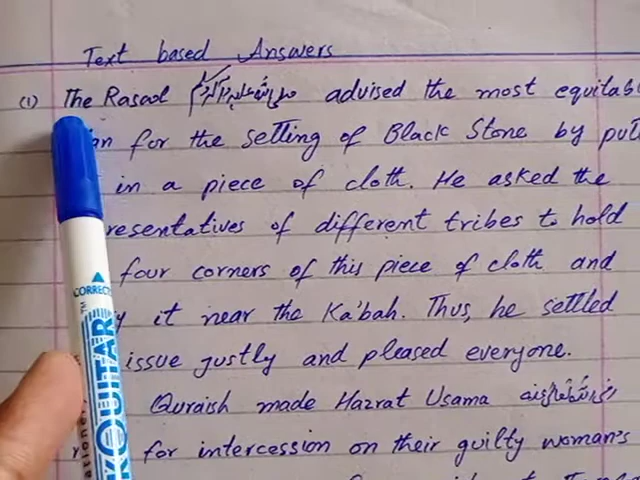 Text based Answers
(1) The Rasool صلی اللہ علیہ وآلہ وسلم advised the most equitab
an for the setting of Black Stone by put
in in a piece of cloth. He asked the
resentatives of different tribes to hold
four corners of this piece of cloth and
y it near the Ka'bah. Thus, he settled
issue justly and pleased everyone.
Quraish made Hazrat Usama رضی اللہ عنہ
for intercession on their guilty woman's
CORRECT
KQUITAR